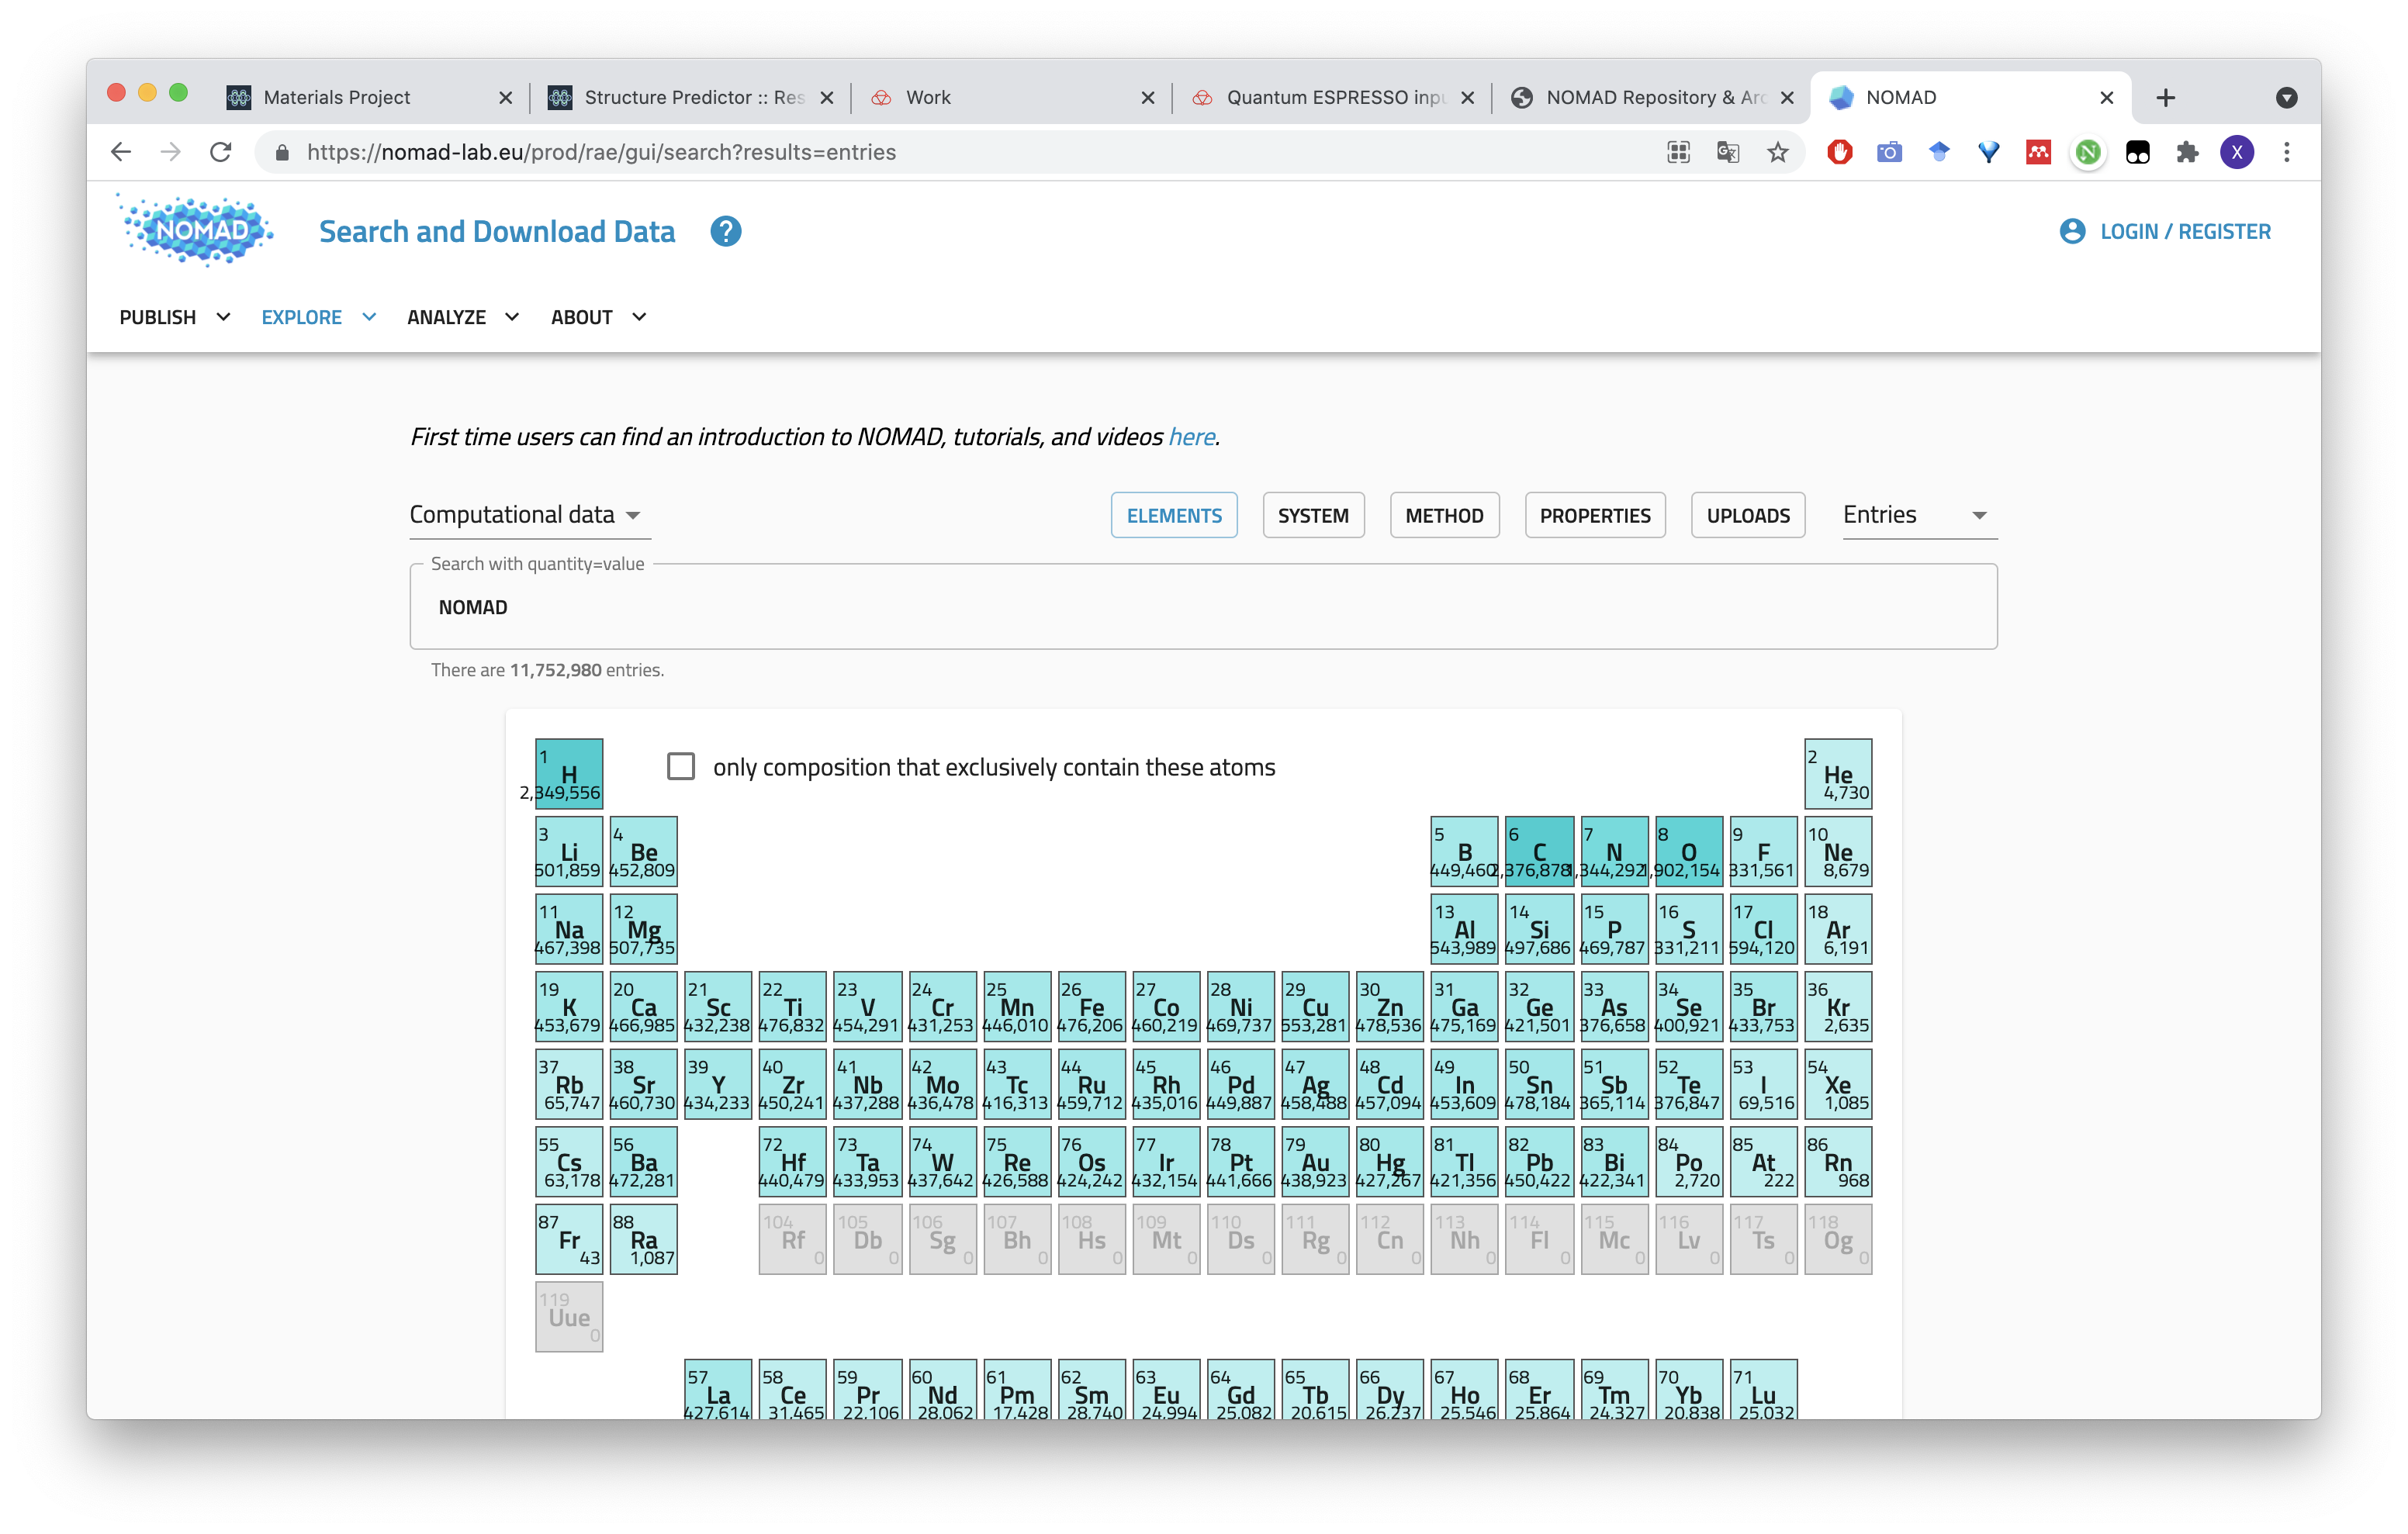 Materials Project
Structure Predictor :: Res
Work
Quantum ESPRESSO inpu
NOMAD Repository & Arc
NOMAD
https://nomad-lab.eu/prod/rae/gui/search?results=entries
X
NOMAD
Search and Download Data
?
LOGIN / REGISTER
PUBLISH EXPLORE ANALYZE ABOUT
First time users can find an introduction to NOMAD, tutorials, and videos here.
Computational data
ELEMENTS SYSTEM METHOD PROPERTIES UPLOADS Entries
Search with quantity=value
NOMAD
There are 11,752,980 entries.
only composition that exclusively contain these atoms
1 2
H He
2,349,556 4,730
3 4 5 6 7 8 9 10
Li Be B C N O F Ne
501,859 452,809 449,460 2,376,878 1,344,292 1,902,154 331,561 8,679
11 12 13 14 15 16 17 18
Na Mg Al Si P S Cl Ar
467,398 507,735 543,989 497,686 469,787 331,211 594,120 6,191
19 20 21 22 23 24 25 26 27 28 29 30 31 32 33 34 35 36
K Ca Sc Ti V Cr Mn Fe Co Ni Cu Zn Ga Ge As Se Br Kr
453,679 466,985 432,238 476,832 454,291 431,253 446,010 476,206 460,219 469,737 553,281 478,536 475,169 421,501 376,658 400,921 433,753 2,635
37 38 39 40 41 42 43 44 45 46 47 48 49 50 51 52 53 54
Rb Sr Y Zr Nb Mo Tc Ru Rh Pd Ag Cd In Sn Sb Te I Xe
65,747 460,730 434,233 450,241 437,288 436,478 416,313 459,712 435,016 449,887 458,488 457,094 453,609 478,184 365,114 376,847 69,516 1,085
55 56 72 73 74 75 76 77 78 79 80 81 82 83 84 85 86
Cs Ba Hf Ta W Re Os Ir Pt Au Hg Tl Pb Bi Po At Rn
63,178 472,281 440,479 433,953 437,642 426,588 424,242 432,154 441,666 438,923 427,267 421,356 450,422 422,341 2,720 222 968
87 88 104 105 106 107 108 109 110 111 112 113 114 115 116 117 118
Fr Ra Rf Db Sg Bh Hs Mt Ds Rg Cn Nh Fl Mc Lv Ts Og
43 1,087 0 0 0 0 0 0 0 0 0 0 0 0 0 0 0
119
Uue
0
57 58 59 60 61 62 63 64 65 66 67 68 69 70 71
La Ce Pr Nd Pm Sm Eu Gd Tb Dy Ho Er Tm Yb Lu
427,614 31,465 22,106 28,062 17,428 28,740 24,994 25,082 20,615 26,237 25,546 25,864 24,327 20,838 25,032